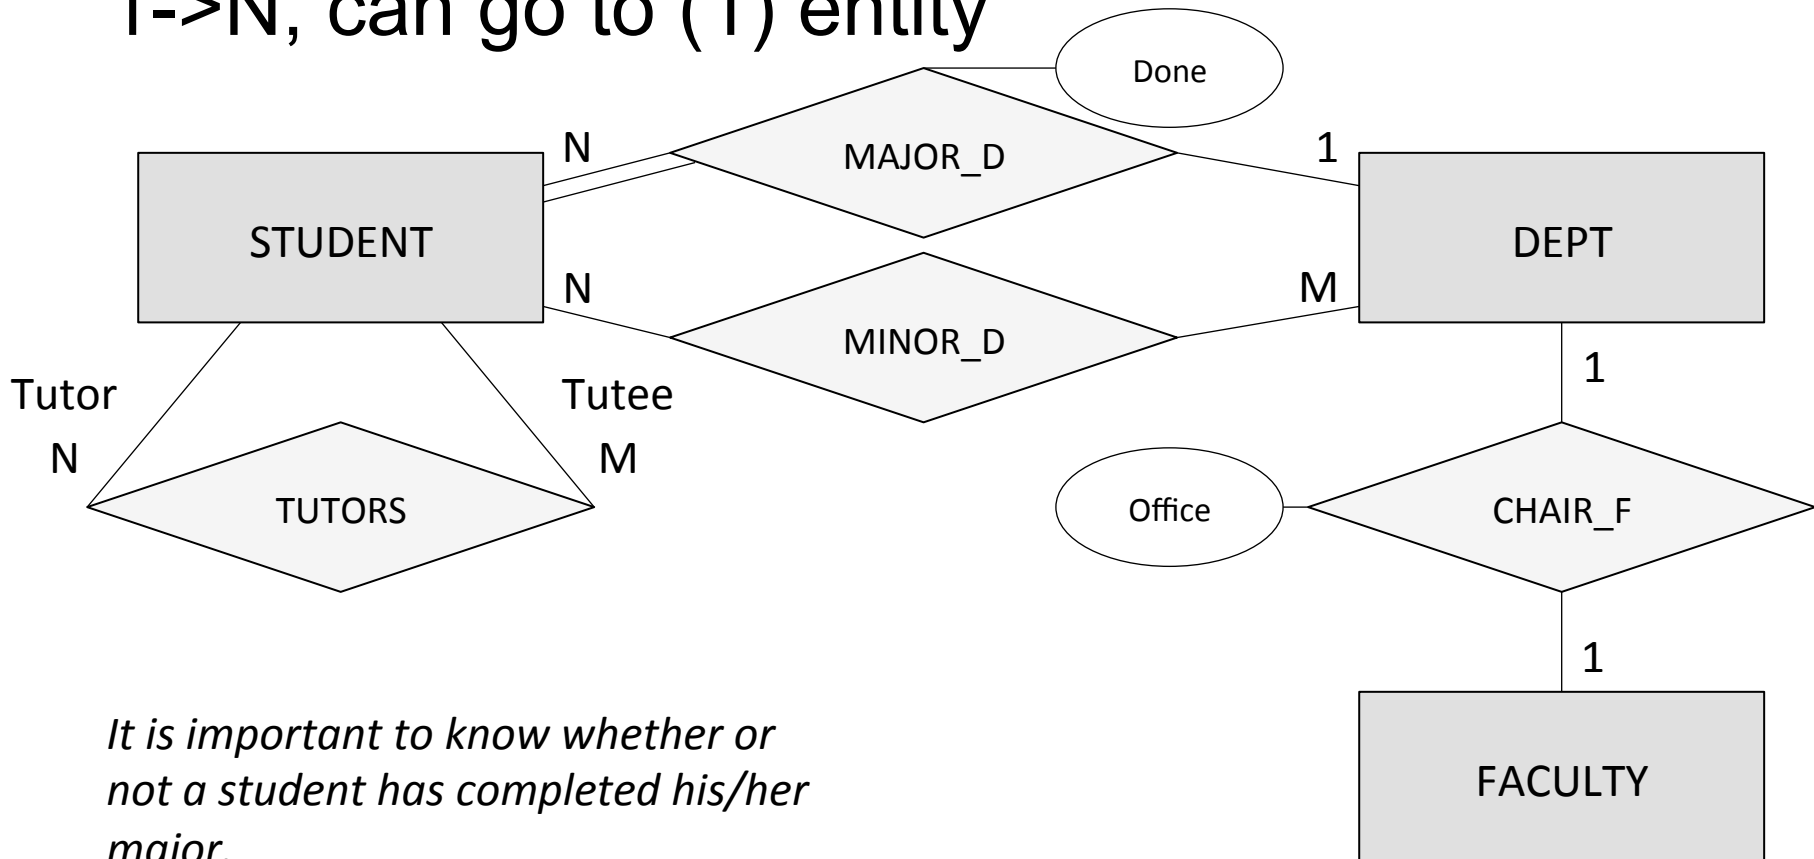 1->N, can go to (1) entity
Done
N
MAJOR_D
1
STUDENT
DEPT
N
MINOR_D
M
1
Tutor
Tutee
N
M
TUTORS
Office
CHAIR_F
1
It is important to know whether or
not a student has completed his/her
major.
FACULTY